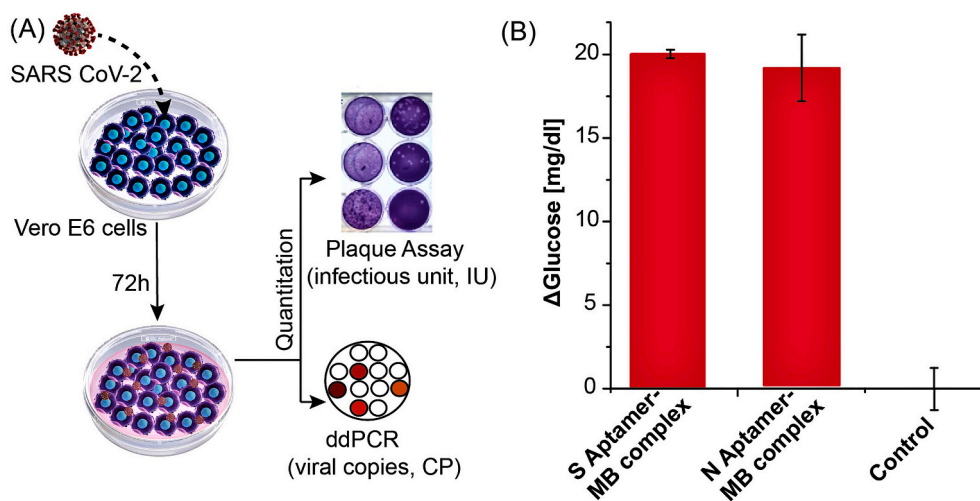 (A)
SARS CoV-2
Vero E6 cells
72h
Quantitation
Plaque Assay
(infectious unit, IU)
ddPCR
(viral copies, CP)
(B)
ΔGlucose [mg/dl]
20
15
10
5
0
S Aptamer-
MB complex
N Aptamer-
MB complex
Control